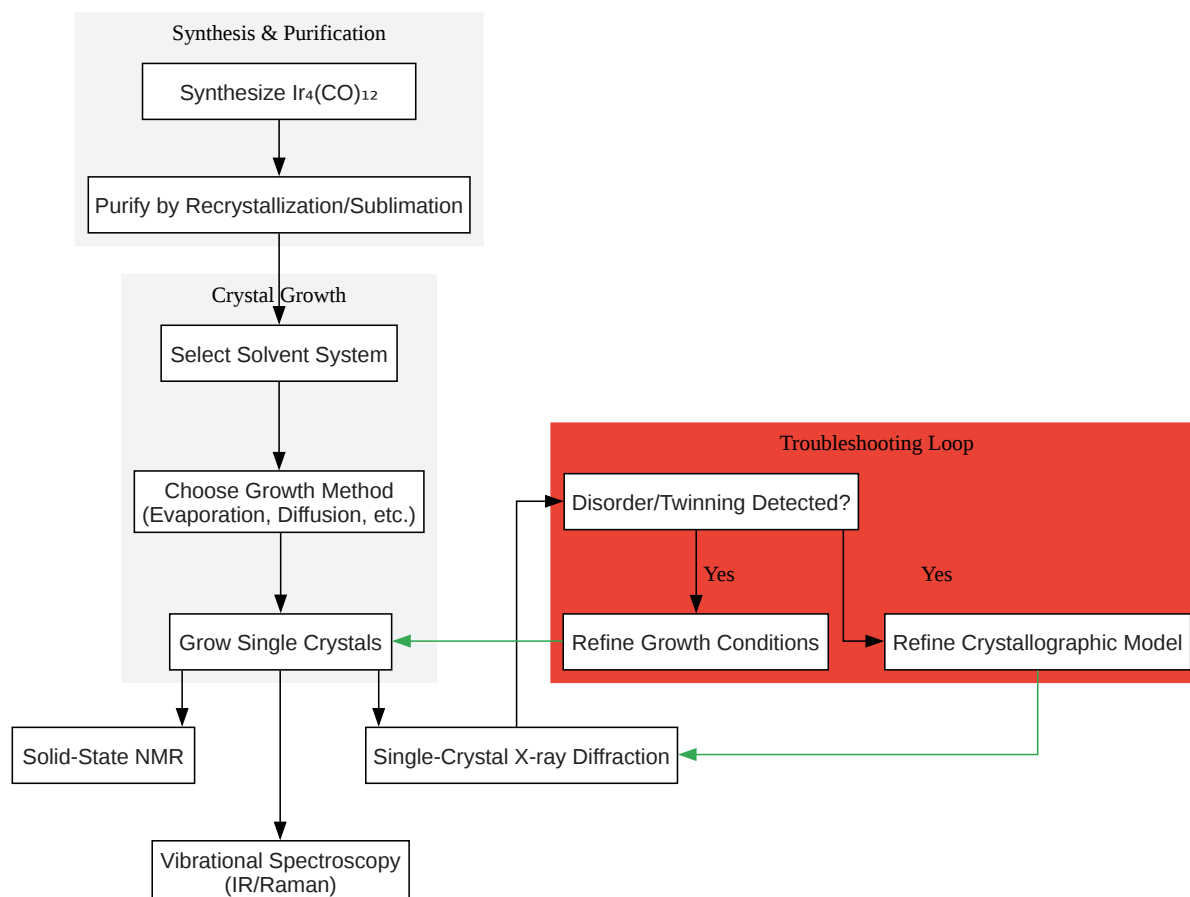 Synthesis & Purification
Synthesize Ir₄(CO)₁₂
Purify by Recrystallization/Sublimation
Crystal Growth
Select Solvent System
Choose Growth Method
(Evaporation, Diffusion, etc.)
Grow Single Crystals
Troubleshooting Loop
Disorder/Twinning Detected?
Yes
Yes
Refine Growth Conditions
Refine Crystallographic Model
Solid-State NMR
Single-Crystal X-ray Diffraction
Vibrational Spectroscopy
(IR/Raman)